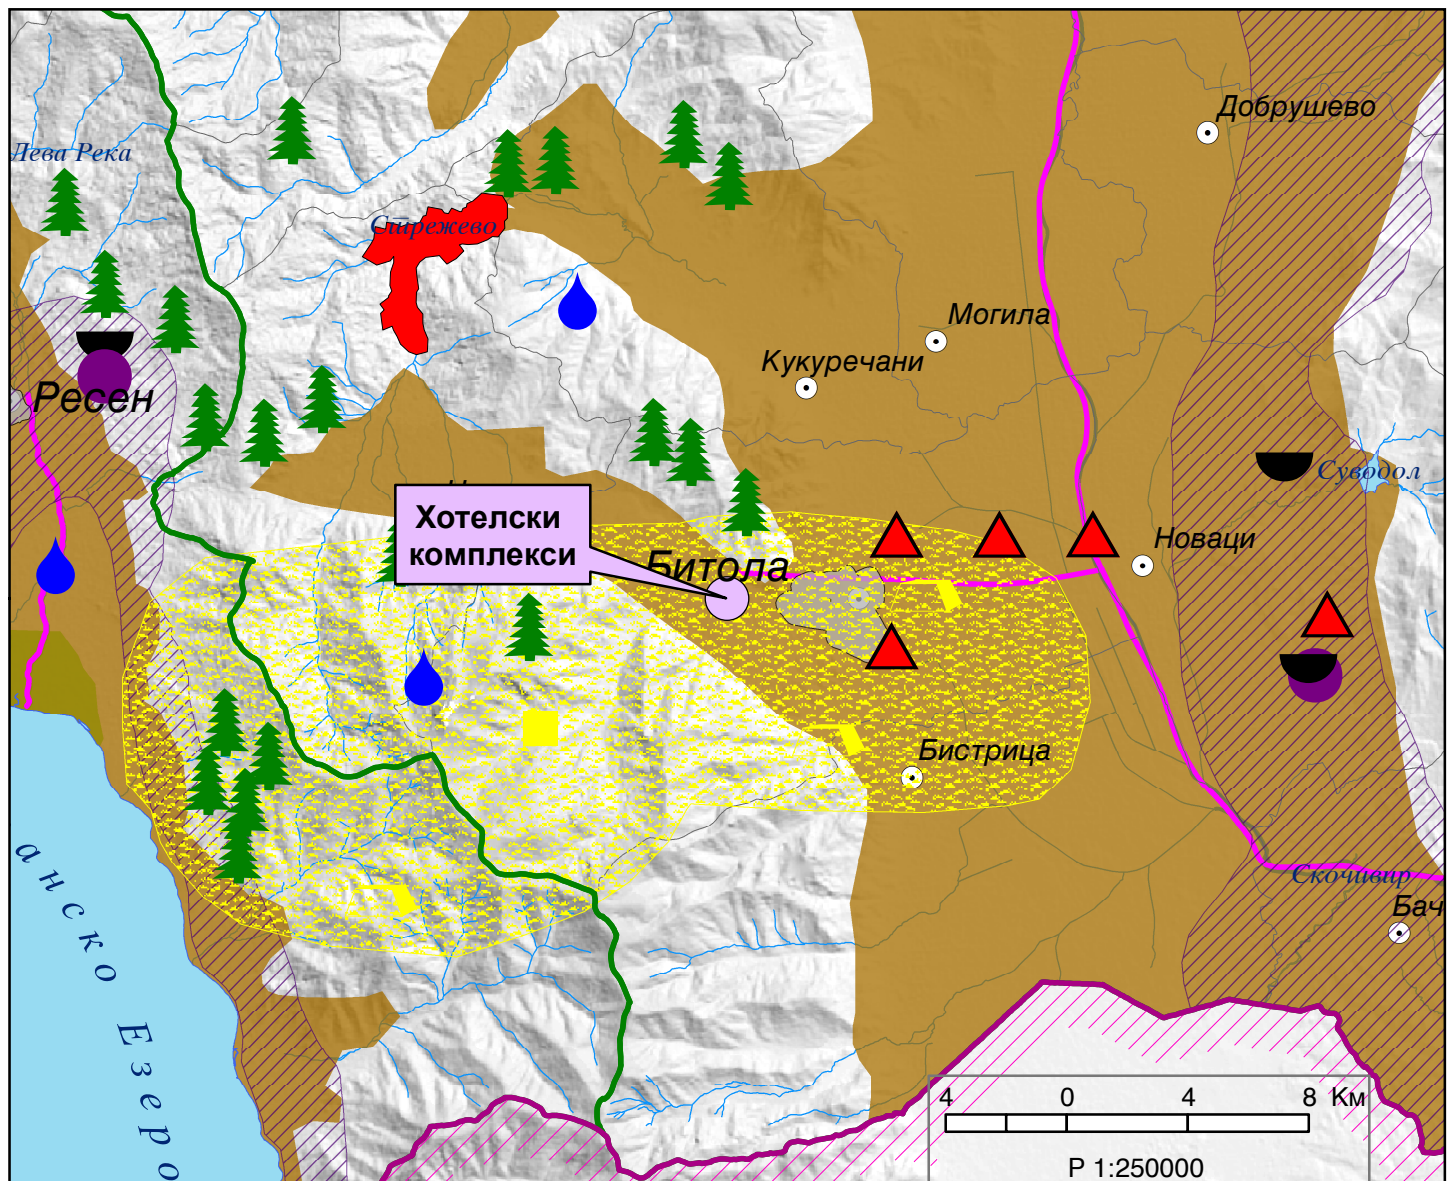 Добрушево
Лева Река
Стрежево
Могила
Кукуречани
Ресен
Суводол
Хотелски
комплекси
Битола
Новаци
Бистрица
Скочивир
Бач
анско Езеро
4 0 4 8 Км
Р 1:250000